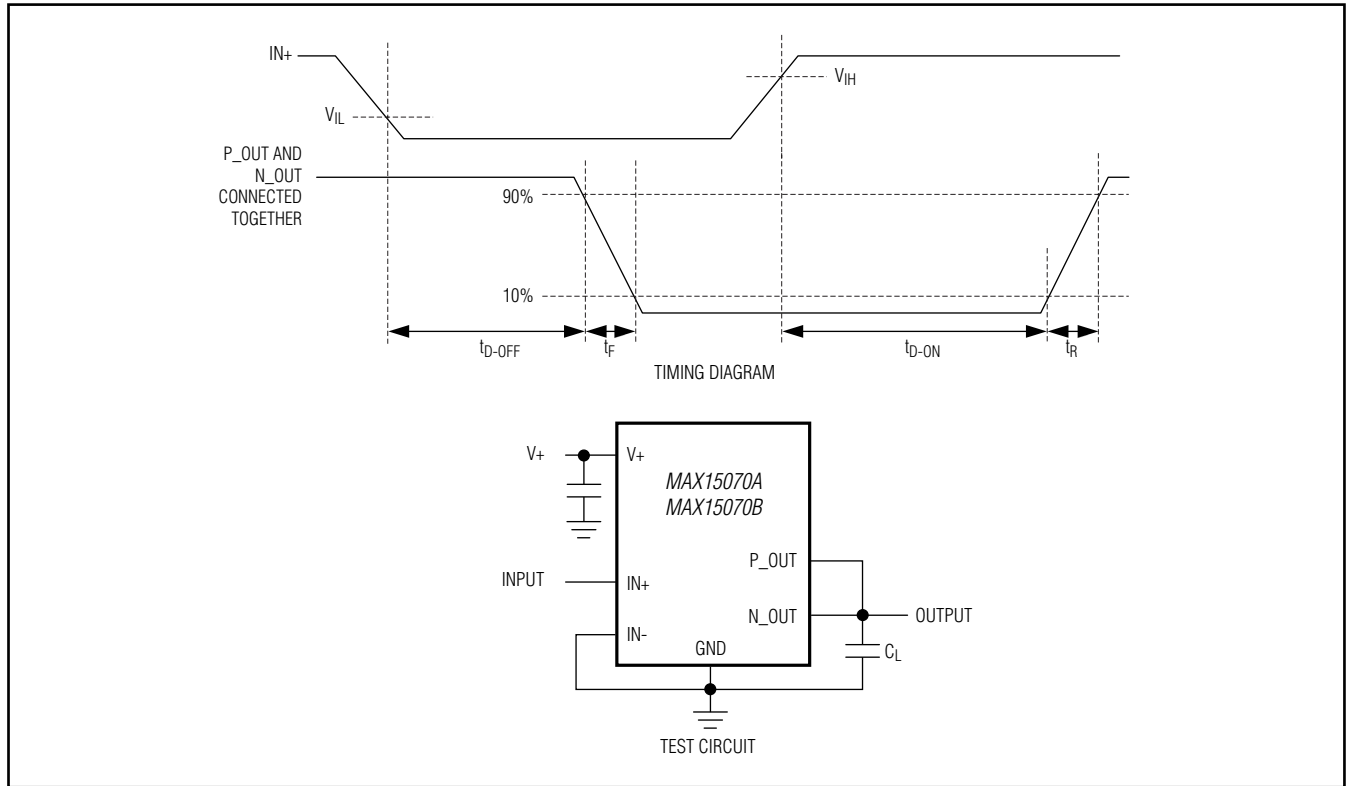 IN+
VIH
VIL
P_OUT AND
N_OUT
CONNECTED
TOGETHER
90%
10%
tD-OFF
tF
tD-ON
tR
TIMING DIAGRAM
V+
V+
MAX15070A
MAX15070B
P_OUT
INPUT
IN+
N_OUT
OUTPUT
IN-
GND
CL
TEST CIRCUIT